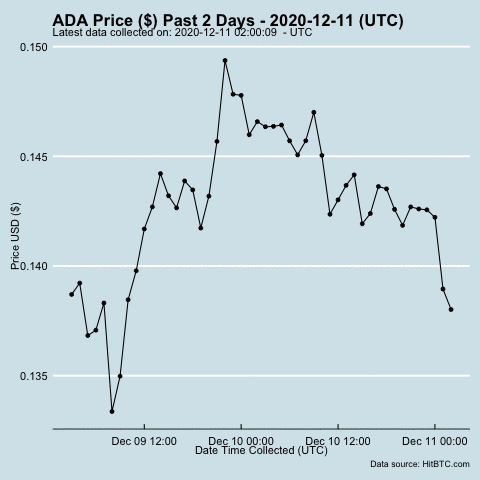 ADA Price ($) Past 2 Days - 2020-12-11 (UTC)
Latest data collected on: 2020-12-11 02:00:09  - UTC
0.150
0.145
0.140
0.135
Price USD ($)
Dec 09 12:00 Dec 10 00:00 Dec 10 12:00 Dec 11 00:00
Date Time Collected (UTC)
Data source: HitBTC.com